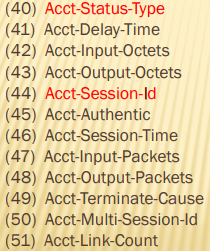 (40) Acct-Status-Type
(41) Acct-Delay-Time
(42) Acct-Input-Octets
(43) Acct-Output-Octets
(44) Acct-Session-Id
(45) Acct-Authentic
(46) Acct-Session-Time
(47) Acct-Input-Packets
(48) Acct-Output-Packets
(49) Acct-Terminate-Cause
(50) Acct-Multi-Session-Id
(51) Acct-Link-Count